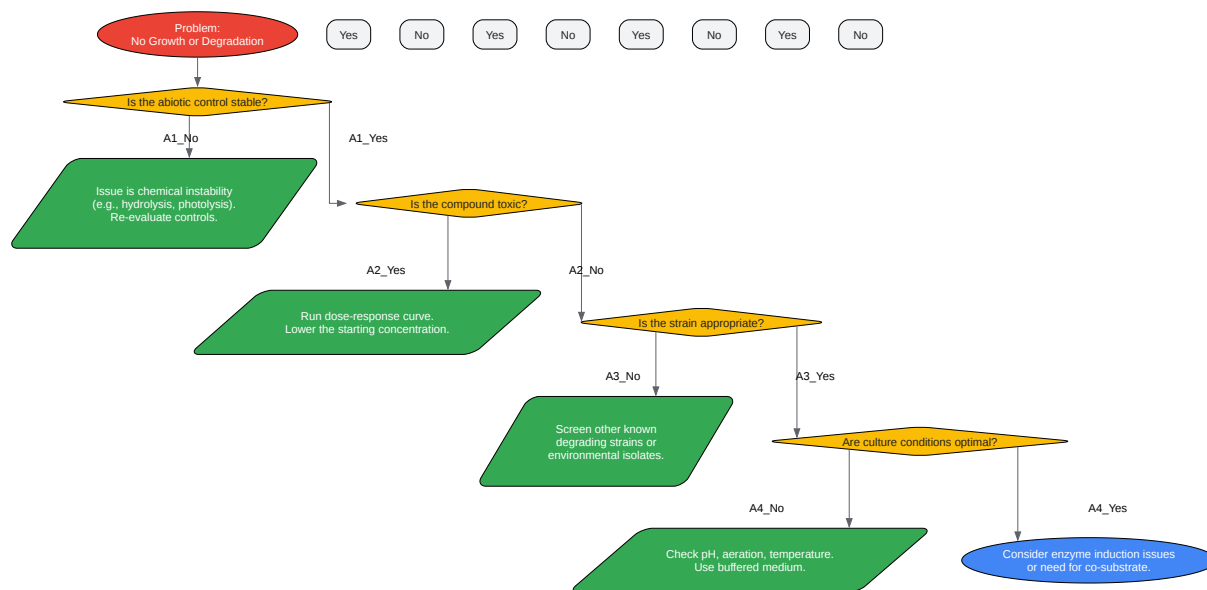 Problem:
No Growth or Degradation
Yes
No
Yes
No
Yes
No
Yes
No
Is the abiotic control stable?
A1_No
A1_Yes
Issue is chemical instability
(e.g., hydrolysis, photolysis).
Re-evaluate controls.
Is the compound toxic?
A2_Yes
A2_No
Run dose-response curve.
Lower the starting concentration.
Is the strain appropriate?
A3_No
A3_Yes
Screen other known
degrading strains or
environmental isolates.
Are culture conditions optimal?
A4_No
A4_Yes
Check pH, aeration, temperature.
Use buffered medium.
Consider enzyme induction issues
or need for co-substrate.